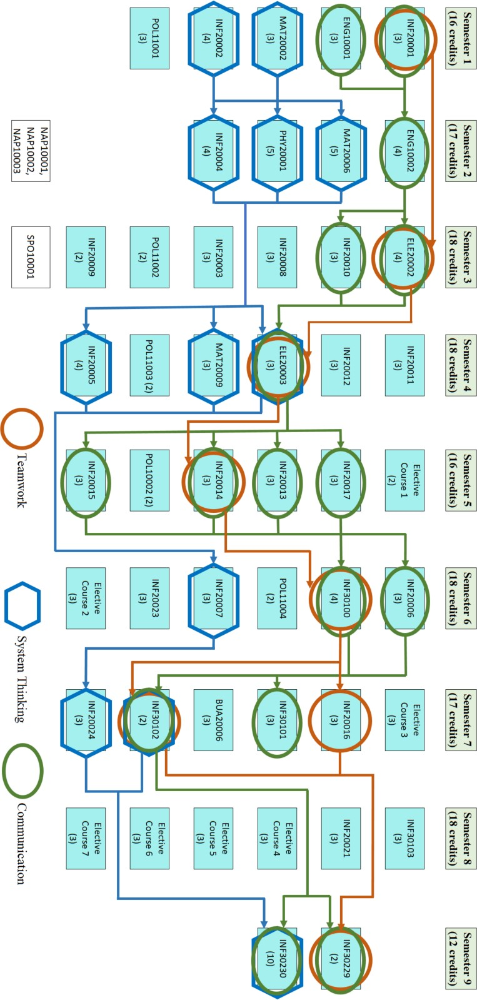 Semester 1
(16 credits)
INF20001
(3)
ENG10001
(3)
MAT20002
(3)
INF20002
(4)
POL11001
(3)
Semester 2
(17 credits)
ENG10002
(4)
MAT20006
(5)
PHY20001
(5)
INF20004
(4)
NAP10001,
NAP10002,
NAP10003
Semester 3
(18 credits)
ELE20002
(4)
INF20010
(3)
INF20008
(3)
INF20003
(3)
POL11002
(2)
INF20009
(2)
SPO10001
Semester 4
(18 credits)
INF20011
(3)
INF20012
(3)
ELE20003
(3)
MAT20009
(3)
POL11003 (2)
INF20005
(4)
Semester 5
(16 credits)
Elective
Course 1
(2)
INF20017
(3)
INF20013
(3)
INF20014
(3)
POL10002 (2)
INF20015
(3)
Semester 6
(18 credits)
INF20006
(3)
INF30100
(4)
POL11004
(2)
INF20007
(3)
INF20023
(3)
Elective
Course 2
(3)
Semester 7
(17 credits)
Elective
Course 3
(3)
INF20016
(3)
INF30101
(3)
BUA20006
(3)
INF30102
(2)
INF20024
(3)
Semester 8
(18 credits)
INF30103
(3)
INF20021
(3)
Elective
Course 4
(3)
Elective
Course 5
(3)
Elective
Course 6
(3)
Elective
Course 7
(3)
Semester 9
(12 credits)
INF30229
(2)
INF30230
(10)
Teamwork
System Thinking
Communication